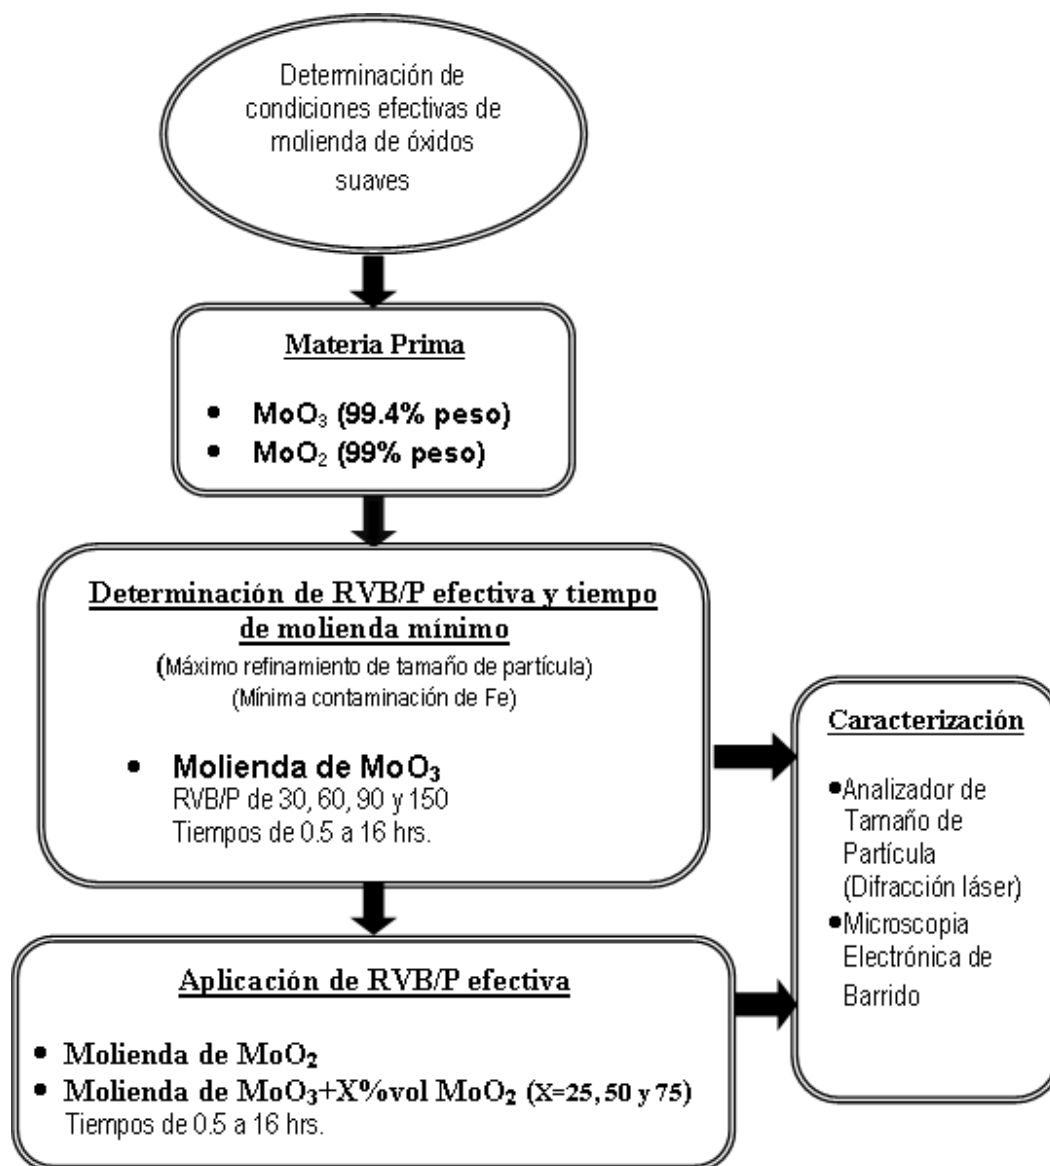 Determinación de
condiciones efectivas de
molienda de óxidos
suaves
Materia Prima
• MoO₃ (99.4% peso)
• MoO₂ (99% peso)
Determinación de RVB/P efectiva y tiempo
de molienda mínimo
(Máximo refinamiento de tamaño de partícula)
(Mínima contaminación de Fe)
• Molienda de MoO₃
RVB/P de 30, 60, 90 y 150
Tiempos de 0.5 a 16 hrs.
Aplicación de RVB/P efectiva
• Molienda de MoO₂
• Molienda de MoO₃+X%vol MoO₂ (X=25, 50 y 75)
Tiempos de 0.5 a 16 hrs.
Caracterización
•Analizador de
Tamaño de
Partícula
(Difracción láser)
•Microscopia
Electrónica de
Barrido